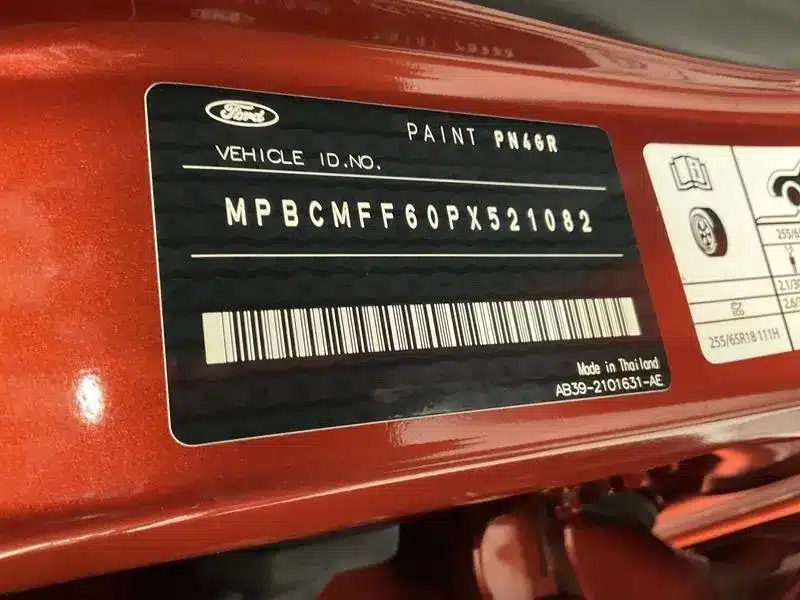 Ford
PAINT PN4GR
VEHICLE ID.NO.
MPBCMFF60PX521082
Made in Thailand
AB39-2101631-AE
255/65R18 111H